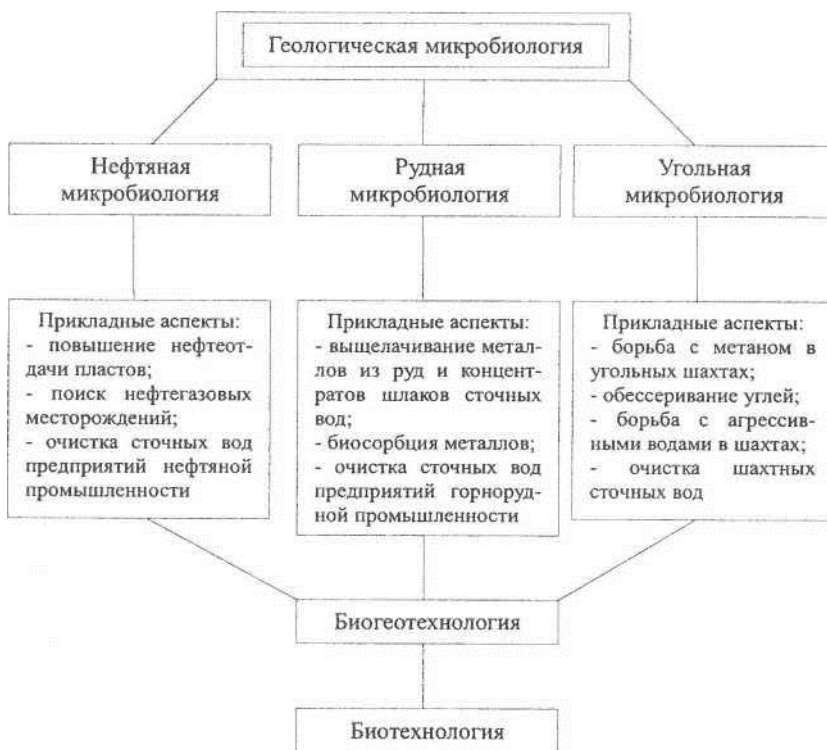 Геологическая микробиология
Нефтяная
микробиология
Рудная
микробиология
Угольная
микробиология
Прикладные аспекты:
- повышение нефтеот-
дачи пластов;
- поиск нефтегазовых
месторождений;
- очистка сточных вод
предприятий нефтяной
промышленности
Прикладные аспекты:
- выщелачивание метал-
лов из руд и концент-
ратов шлаков сточных
вод;
- биосорбция металлов;
- очистка сточных вод
предприятий горноруд-
ной промышленности
Прикладные аспекты:
- борьба с метаном в
угольных шахтах;
- обессеривание углей;
- борьба с агрессив-
ными водами в шахтах;
- очистка шахтных
сточных вод
Биогеотехнология
Биотехнология